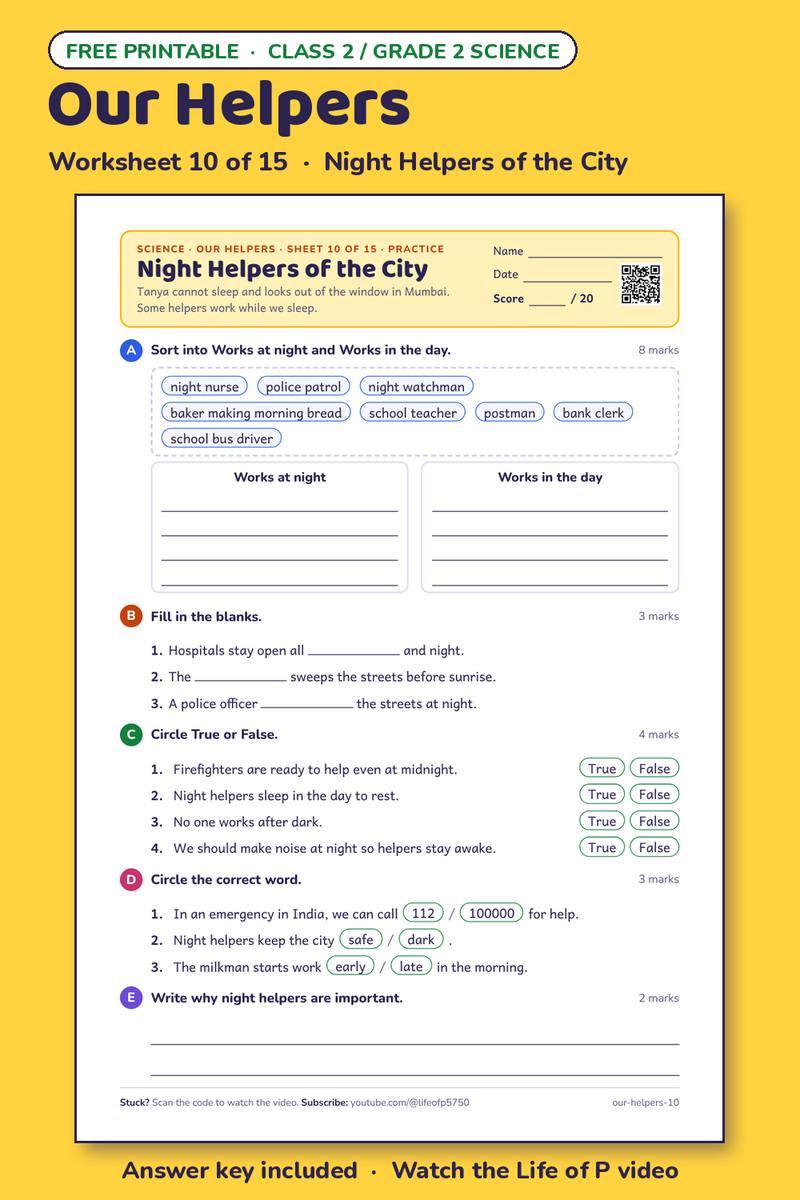 FREE PRINTABLE · CLASS 2 / GRADE 2 SCIENCE
Our Helpers
Worksheet 10 of 15 · Night Helpers of the City
SCIENCE · OUR HELPERS · SHEET 10 OF 15 · PRACTICE
Night Helpers of the City
Tanya cannot sleep and looks out of the window in Mumbai.
Some helpers work while we sleep.
Name
Date
Score ____ / 20
A Sort into Works at night and Works in the day. 8 marks
night nurse police patrol night watchman
baker making morning bread school teacher postman bank clerk
school bus driver
Works at night Works in the day
B Fill in the blanks. 3 marks
1. Hospitals stay open all ____ and night.
2. The ____ sweeps the streets before sunrise.
3. A police officer ____ the streets at night.
C Circle True or False. 4 marks
1. Firefighters are ready to help even at midnight. True False
2. Night helpers sleep in the day to rest. True False
3. No one works after dark. True False
4. We should make noise at night so helpers stay awake. True False
D Circle the correct word. 3 marks
1. In an emergency in India, we can call 112 / 100000 for help.
2. Night helpers keep the city safe / dark .
3. The milkman starts work early / late in the morning.
E Write why night helpers are important. 2 marks
Stuck? Scan the code to watch the video. Subscribe: youtube.com/@lifeofp5750 our-helpers-10
Answer key included · Watch the Life of P video